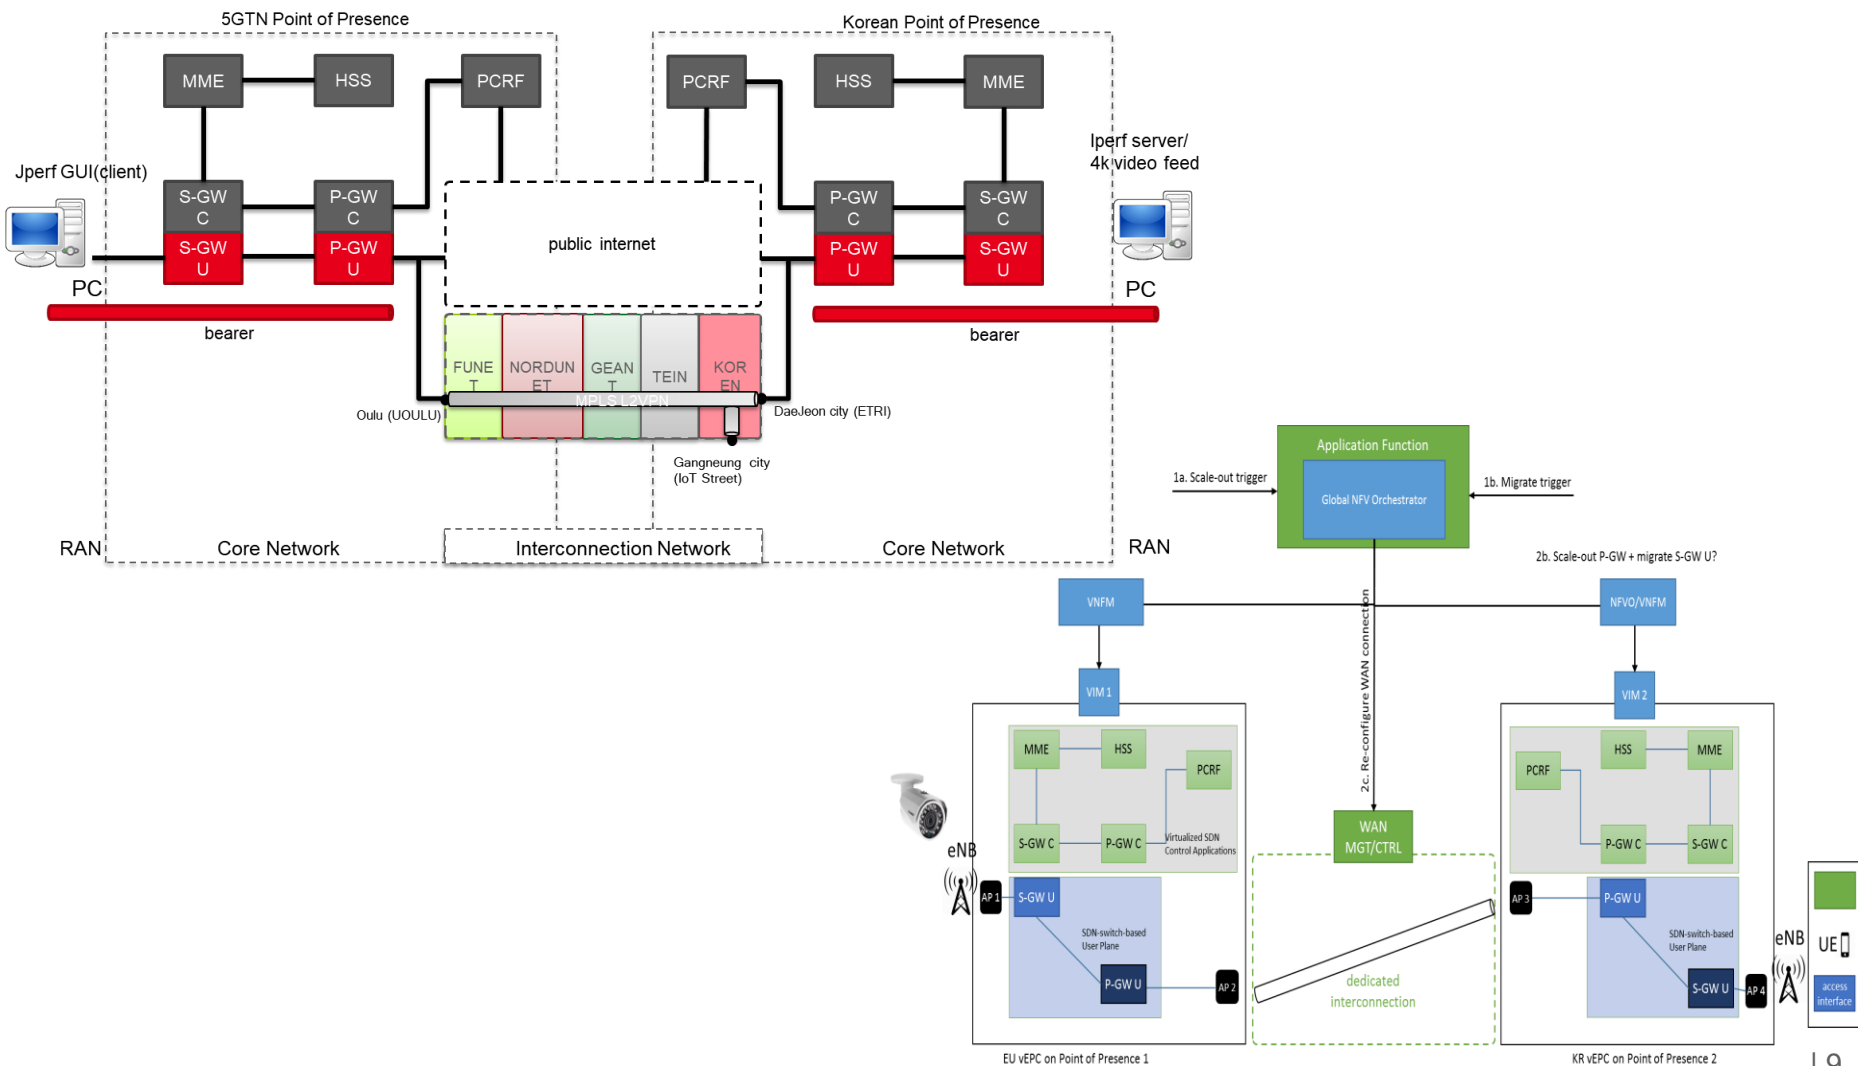 5GTN Point of Presence
Korean Point of Presence
MME
HSS
PCRF
PCRF
HSS
MME
Jperf GUI(client)
Iperf server/
4k video feed
S-GW
C
P-GW
C
P-GW
C
S-GW
C
public internet
S-GW
U
P-GW
U
P-GW
U
S-GW
U
PC
PC
bearer
bearer
FUNE
T
NORDUN
ET
GEAN
T
TEIN
KOR
EN
MPLS L2VPN
Oulu (UOULU)
DaeJeon city (ETRI)
Gangneung city
(IoT Street)
RAN
Core Network
Interconnection Network
Core Network
RAN
Application Function
Global NFV Orchestrator
1a. Scale-out trigger
1b. Migrate trigger
2b. Scale-out P-GW + migrate S-GW U?
VNFM
NFVO/VNFM
2.c. Re-configure WAN connection
VIM 1
VIM 2
MME
HSS
PCRF
S-GW C
P-GW C
Virtualized SDN
Control Applications
WAN
MGT/CTRL
PCRF
HSS
MME
P-GW C
S-GW C
eNB
AP 1
S-GW U
SDN-switch-based
User Plane
P-GW U
AP 2
dedicated
interconnection
AP 3
P-GW U
SDN-switch-based
User Plane
S-GW U
AP 4
eNB
UE
access
interface
EU vEPC on Point of Presence 1
KR vEPC on Point of Presence 2